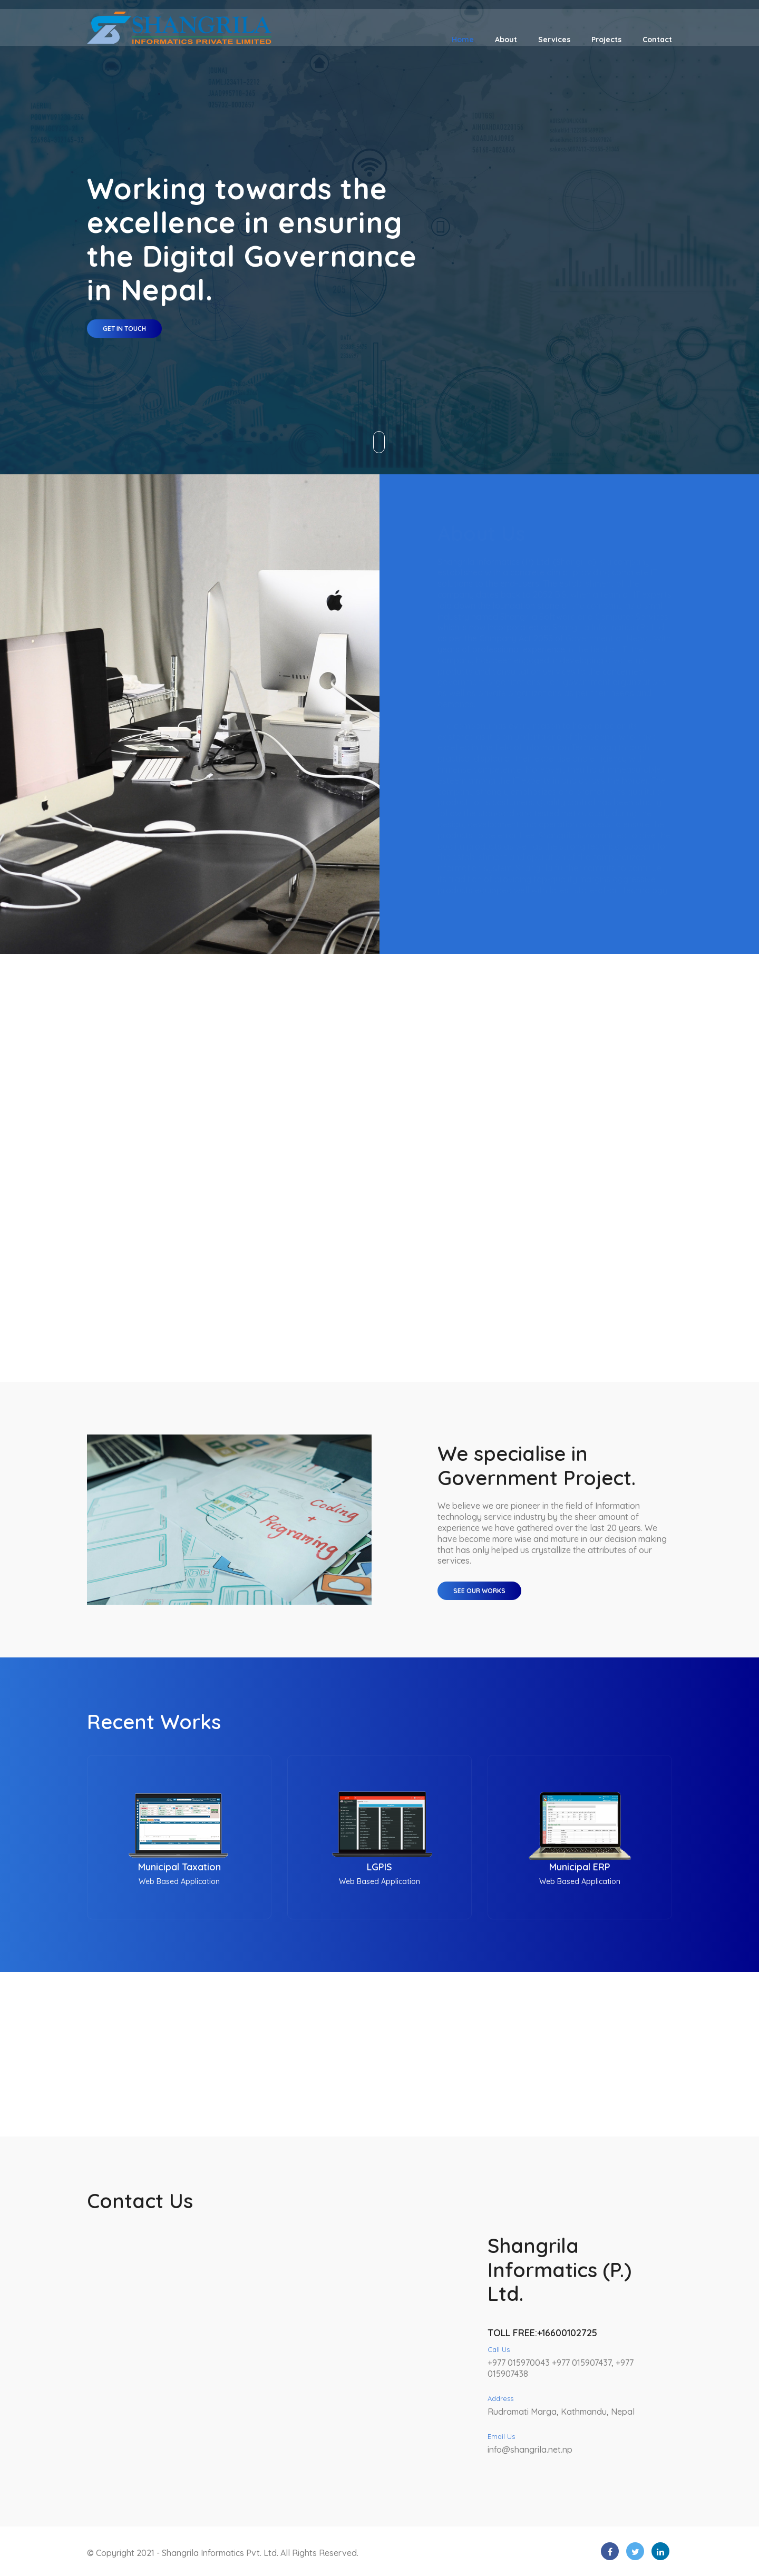 SHANGRILA
INFORMATICS PRIVATE LIMITED
Home
About
Services
Projects
Contact
Working towards the
excellence in ensuring
the Digital Governance
in Nepal.
GET IN TOUCH
Coding
+
Programing
We specialise in
Government Project.
We believe we are pioneer in the field of Information
technology service industry by the sheer amount of
experience we have gathered over the last 20 years. We
have become more wise and mature in our decision making
that has only helped us crystallize the attributes of our
services.
SEE OUR WORKS
Recent Works
Municipal Taxation
Web Based Application
LGPIS
Web Based Application
Municipal ERP
Web Based Application
Contact Us
Shangrila
Informatics (P.)
Ltd.
TOLL FREE:+16600102725
Call Us
+977 015970043 +977 015907437, +977
015907438
Address
Rudramati Marga, Kathmandu, Nepal
Email Us
info@shangrila.net.np
© Copyright 2021 - Shangrila Informatics Pvt. Ltd. All Rights Reserved.